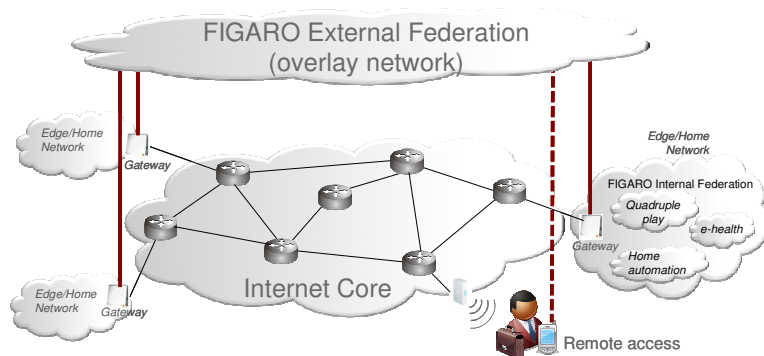 FIGARO External Federation
(overlay network)
Edge/Home
Network
Gateway
Edge/Home
Network
FIGARO Internal Federation
Quadruple
play
e-health
Home
automation
Gateway
Internet Core
Edge/Home
Network
Gateway
Remote access